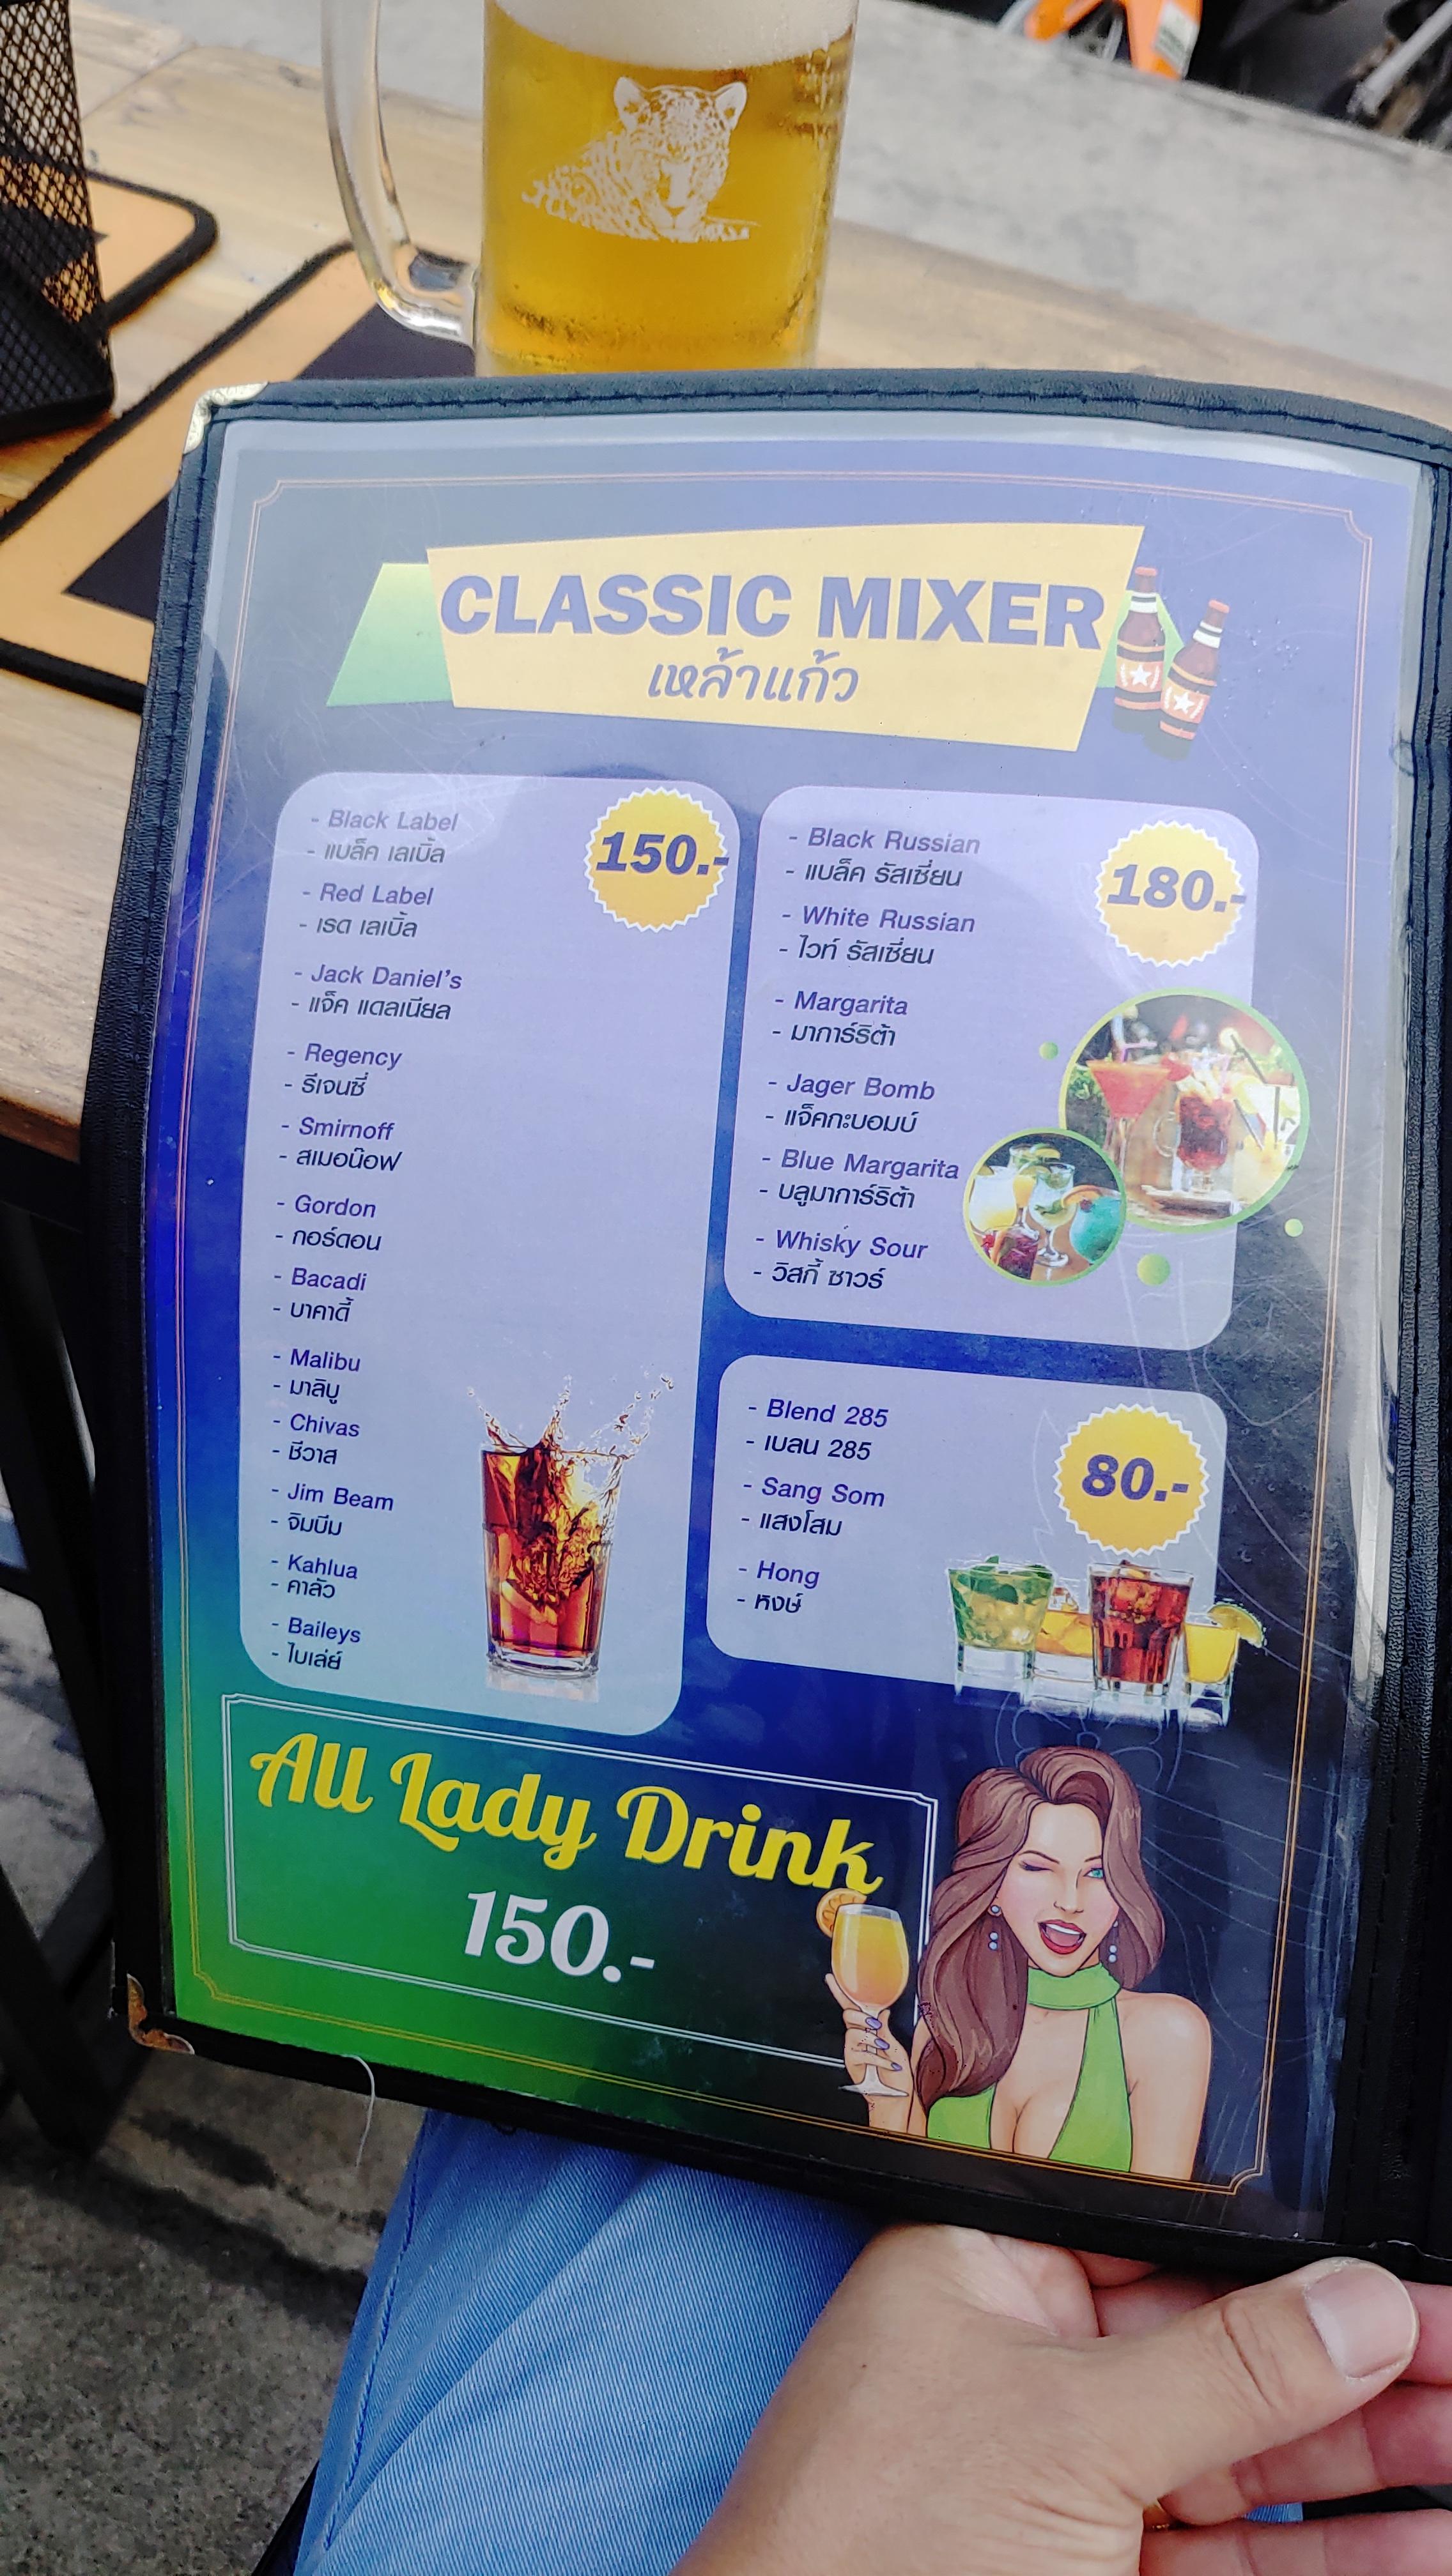 CLASSIC MIXER
เหล้าแก้ว
150.-
- Black Label
- แบล็ค เลเบิ้ล
- Red Label
- เรด เลเบิ้ล
- Jack Daniel's
- แจ็ค แดลเนียล
- Regency
- รีเจนซี่
- Smirnoff
- สเมอน๊อฟ
- Gordon
- กอร์ดอน
- Bacadi
- บาคาดี้
- Malibu
- มาลิบู
- Chivas
- ชีวาส
- Jim Beam
- จิมบีม
- Kahlua
- คาลัว
- Baileys
- ไบเล่ย์
180.-
- Black Russian
- แบล็ค รัสเซี่ยน
- White Russian
- ไวท์ รัสเซี่ยน
- Margarita
- มาการ์ริต้า
- Jager Bomb
- แจ็คกะบอมบ์
- Blue Margarita
- บลูมาการ์ริต้า
- Whisky Sour
- วิสกี้ ซาวร์
80.-
- Blend 285
- เบลน 285
- Sang Som
- แสงโสม
- Hong
- หงษ์
All Lady Drink
150.-